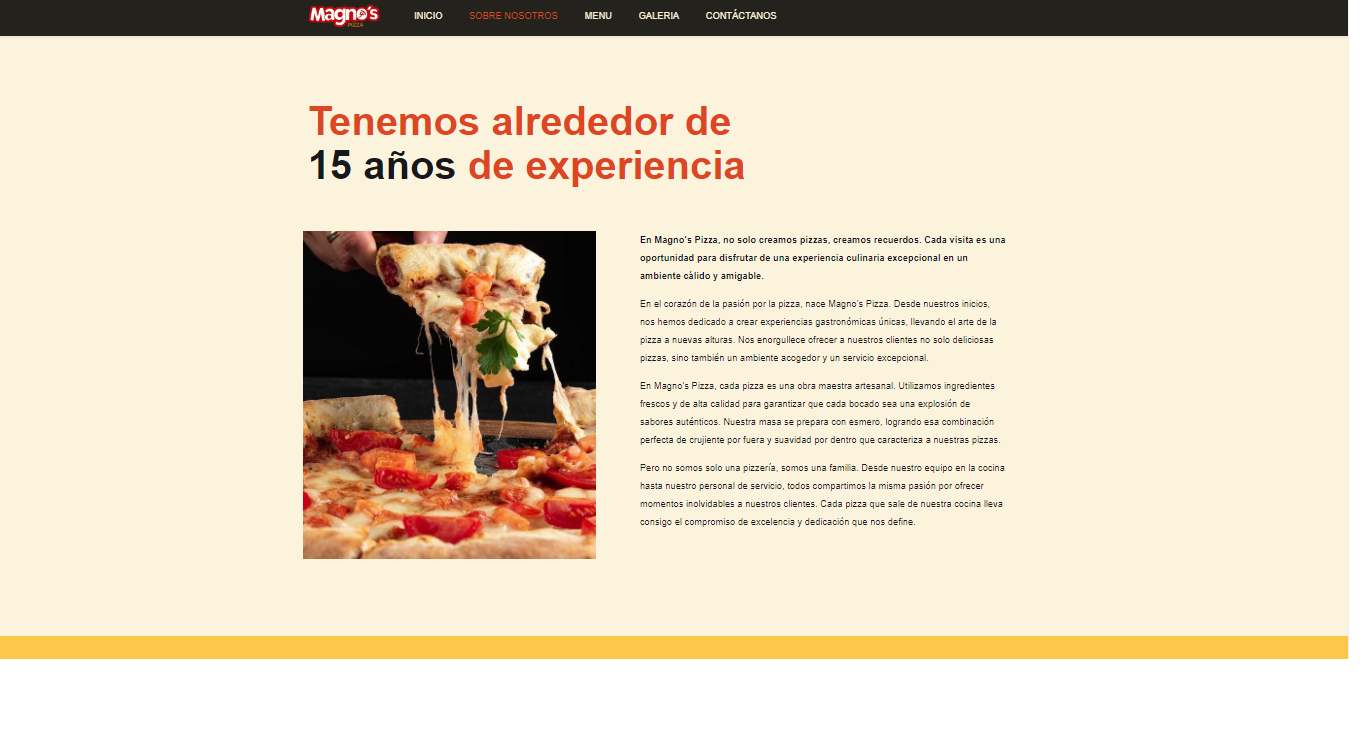 Magno's
PIZZA
INICIO
SOBRE NOSOTROS
MENU
GALERIA
CONTÁCTANOS
Tenemos alrededor de
15 años de experiencia
En Magno's Pizza, no solo creamos pizzas, creamos recuerdos. Cada visita es una
oportunidad para disfrutar de una experiencia culinaria excepcional en un
ambiente cálido y amigable.
En el corazón de la pasión por la pizza, nace Magno's Pizza. Desde nuestros inicios,
nos hemos dedicado a crear experiencias gastronómicas únicas, llevando el arte de la
pizza a nuevas alturas. Nos enorgullece ofrecer a nuestros clientes no solo deliciosas
pizzas, sino también un ambiente acogedor y un servicio excepcional.
En Magno's Pizza, cada pizza es una obra maestra artesanal. Utilizamos ingredientes
frescos y de alta calidad para garantizar que cada bocado sea una explosión de
sabores auténticos. Nuestra masa se prepara con esmero, logrando esa combinación
perfecta de crujiente por fuera y suavidad por dentro que caracteriza a nuestras pizzas.
Pero no somos solo una pizzería, somos una familia. Desde nuestro equipo en la cocina
hasta nuestro personal de servicio, todos compartimos la misma pasión por ofrecer
momentos inolvidables a nuestros clientes. Cada pizza que sale de nuestra cocina lleva
consigo el compromiso de excelencia y dedicación que nos define.